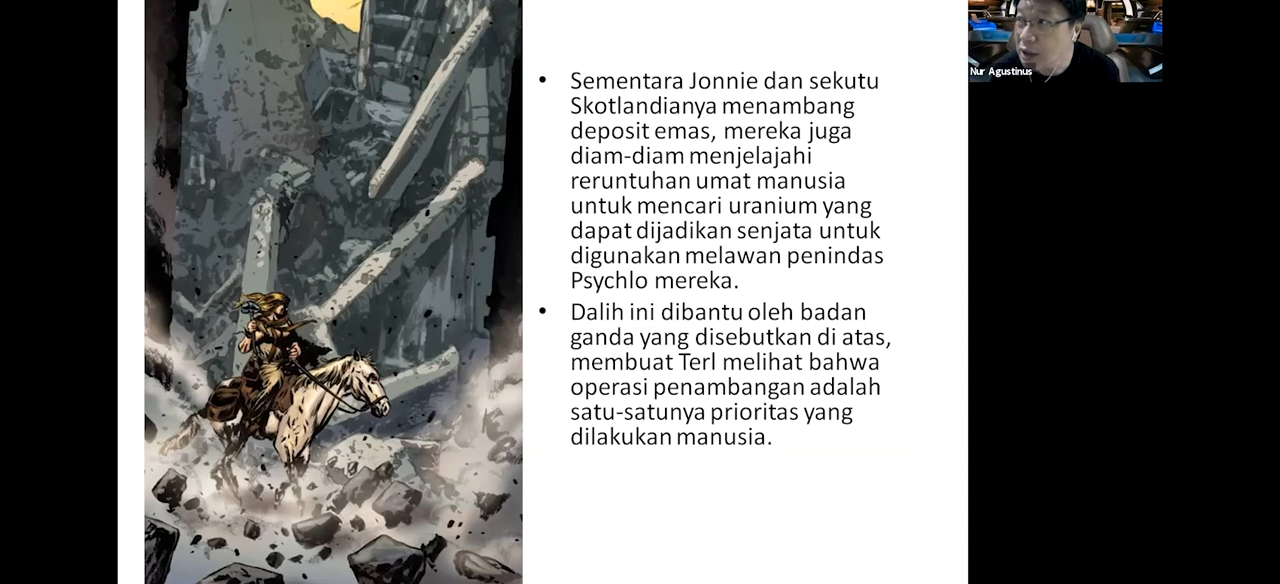 • Sementara Jonnie dan sekutu
Skotlandianya menambang
deposit emas, mereka juga
diam-diam menjelajahi
reruntuhan umat manusia
untuk mencari uranium yang
dapat dijadikan senjata untuk
digunakan melawan penindas
Psychlo mereka.
• Dalih ini dibantu oleh badan
ganda yang disebutkan di atas,
membuat Terl melihat bahwa
operasi penambangan adalah
satu-satunya prioritas yang
dilakukan manusia.
Nur Agustinus